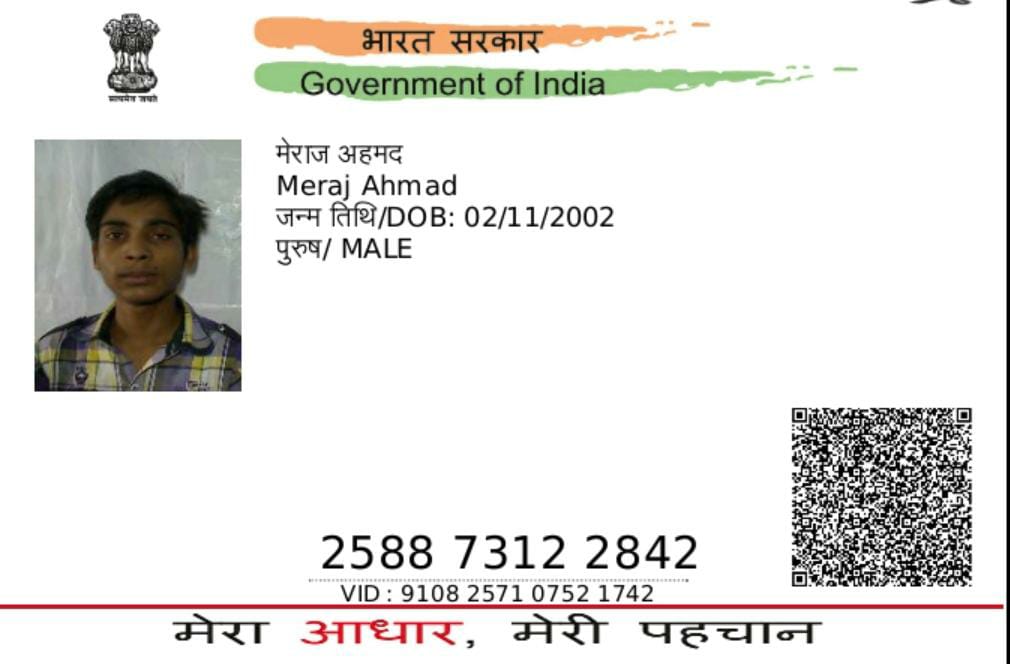 भारत सरकार
Government of India
सत्यमेव जयते
मेराज अहमद
Meraj Ahmad
जन्म तिथि/DOB: 02/11/2002
पुरुष/ MALE
2588 7312 2842
VID : 9108 2571 0752 1742
मेरा आधार, मेरी पहचान